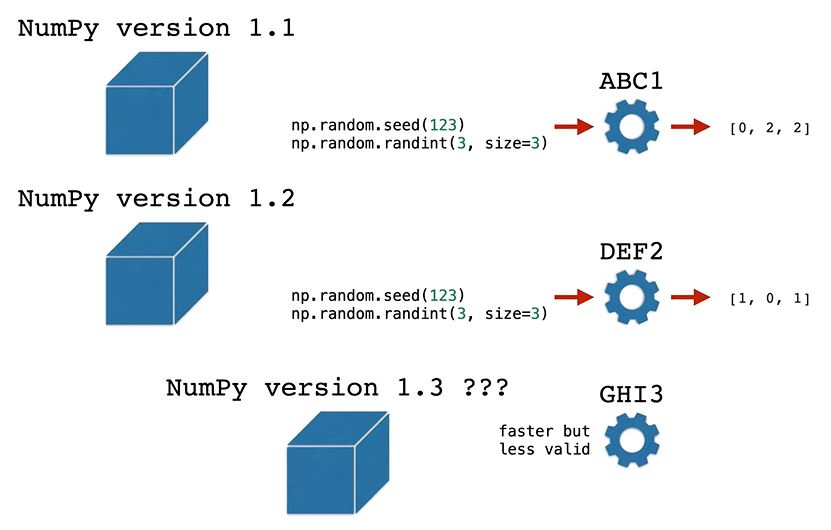 NumPy version 1.1
ABC1
np.random.seed(123)
np.random.randint(3, size=3)
[0, 2, 2]
NumPy version 1.2
DEF2
np.random.seed(123)
np.random.randint(3, size=3)
[1, 0, 1]
NumPy version 1.3 ???
GHI3
faster but
less valid